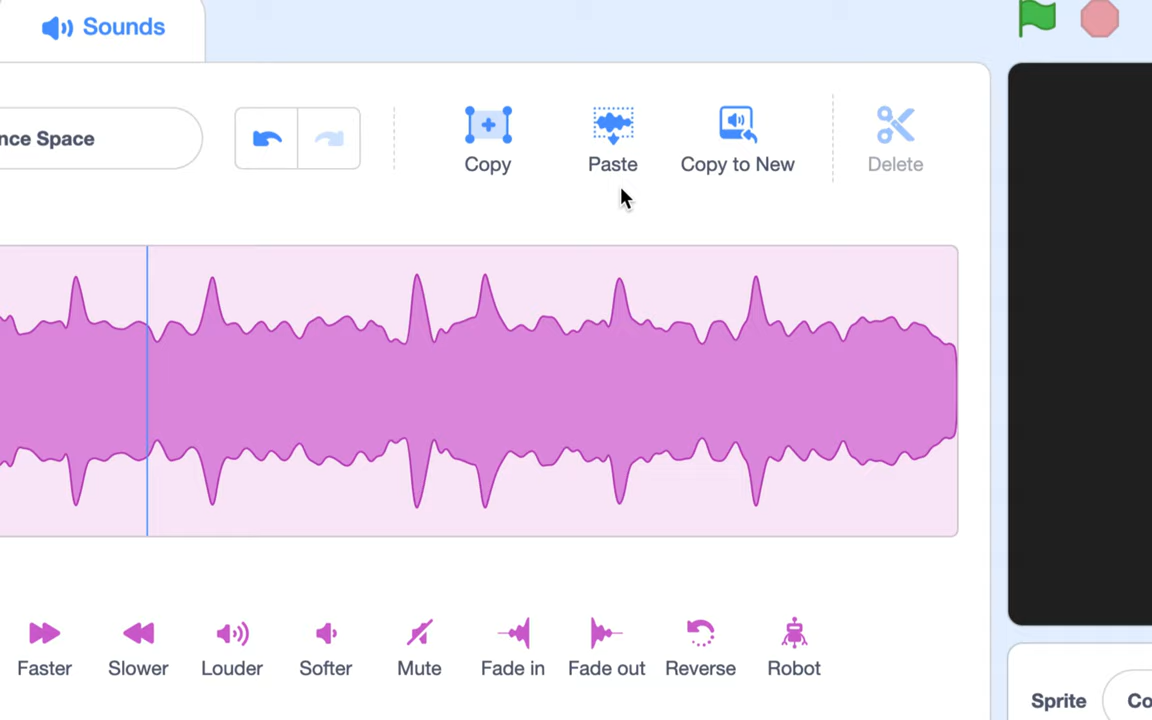 Sounds
nce Space
Copy
Paste
Copy to New
Delete
Faster
Slower
Louder
Softer
Mute
Fade in
Fade out
Reverse
Robot
Sprite
Co